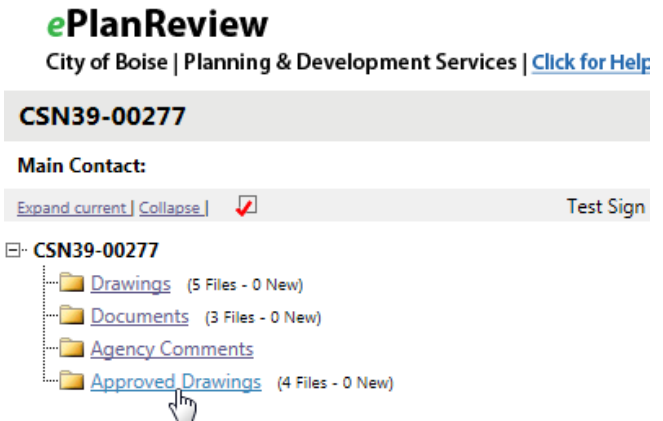 ePlanReview
City of Boise | Planning & Development Services | Click for Help
CSN39-00277
Main Contact:
Expand current | Collapse | Test Sign
CSN39-00277
Drawings (5 Files - 0 New)
Documents (3 Files - 0 New)
Agency Comments
Approved Drawings (4 Files - 0 New)